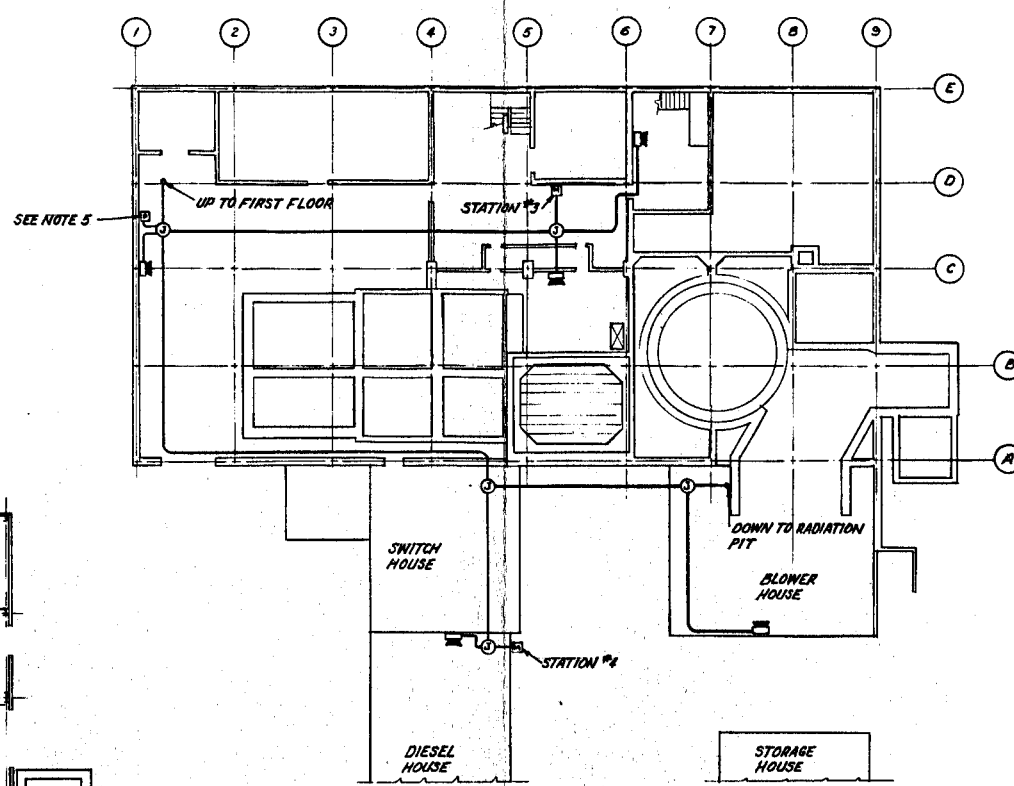 1 2 3 4 5 6 7 8 9
E
UP TO FIRST FLOOR
STATION #3
D
SEE NOTE 5
P
M
J
J
C
B
A
J
J
DOWN TO RADIATION
PIT
SWITCH
HOUSE
BLOWER
HOUSE
J
M
STATION #4
DIESEL
HOUSE
STORAGE
HOUSE